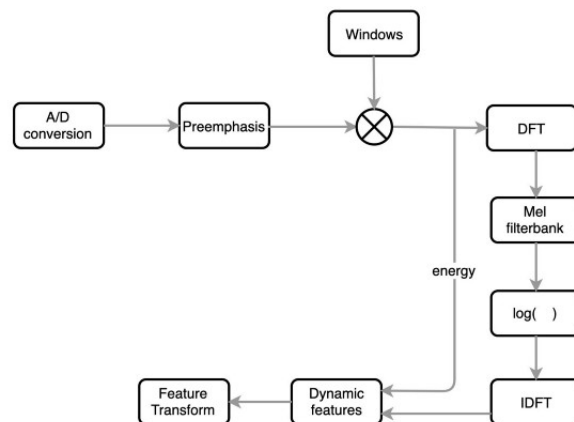 Windows
A/D
conversion
Preemphasis
DFT
Mel
filterbank
energy
log( )
Feature
Transform
Dynamic
features
IDFT